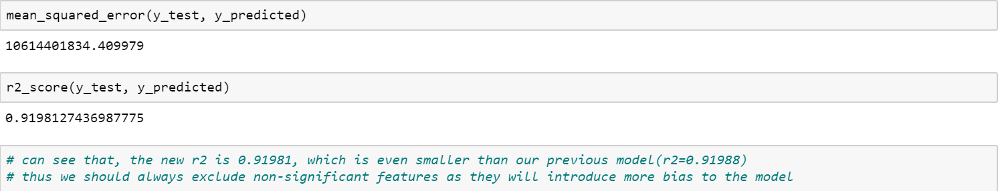 mean_squared_error(y_test, y_predicted)
10614401834.409979
r2_score(y_test, y_predicted)
0.9198127436987775
# can see that, the new r2 is 0.91981, which is even smaller than our previous model(r2=0.91988)
# thus we should always exclude non-significant features as they will introduce more bias to the model